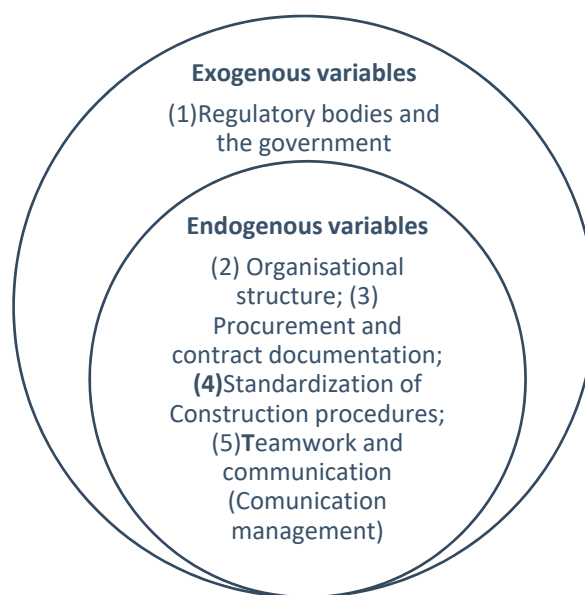 Exogenous variables
(1)Regulatory bodies and
the government
Endogenous variables
(2) Organisational
structure; (3)
Procurement and
contract documentation;
(4)Standardization of
Construction procedures;
(5)Teamwork and
communication
(Comunication
management)